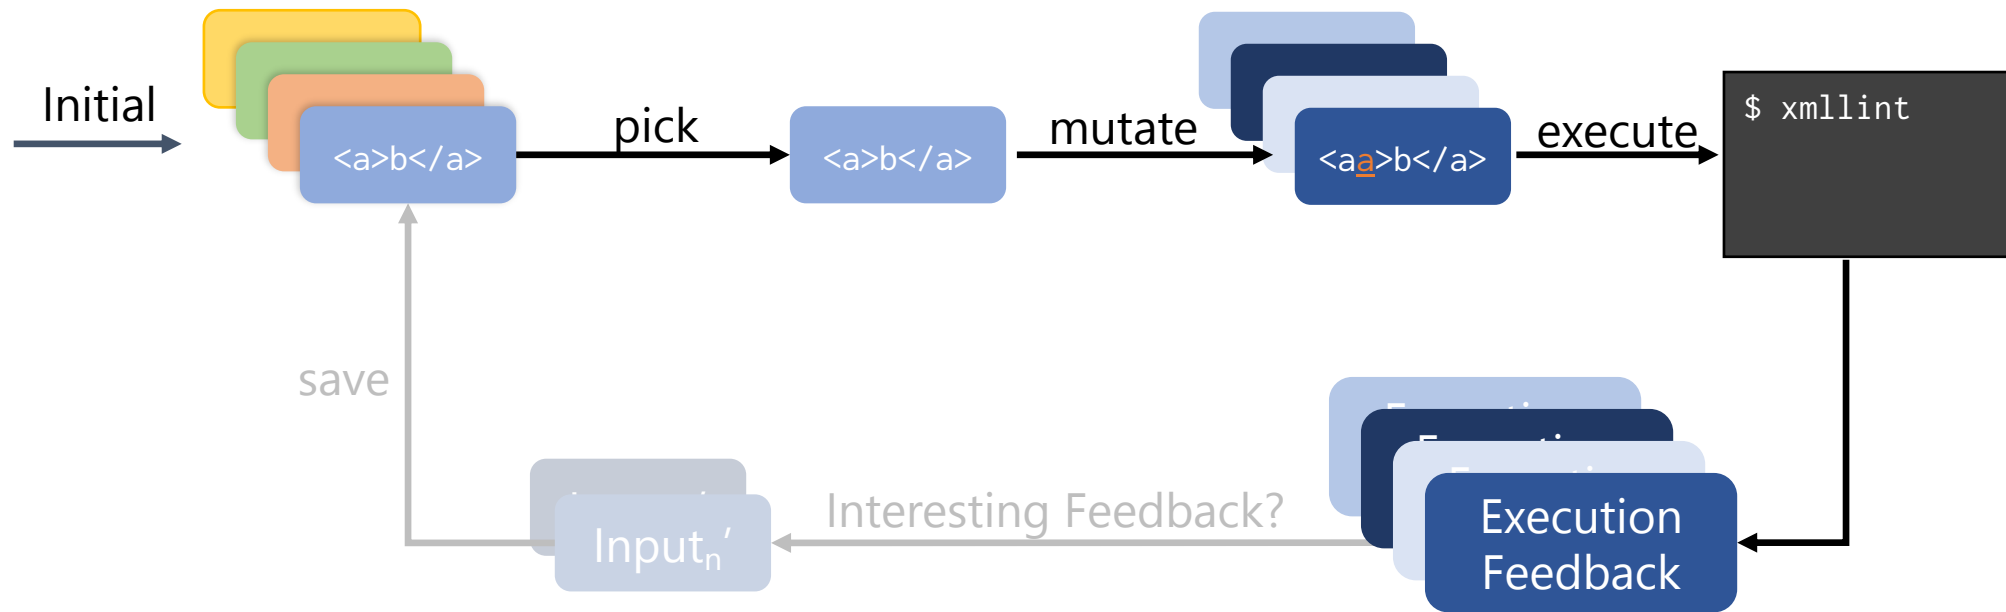 Initial
<a>b</a>
pick
<a>b</a>
mutate
<aa>b</a>
execute
$ xmllint
save
Interesting Feedback?
Inputn′
Execution
Feedback